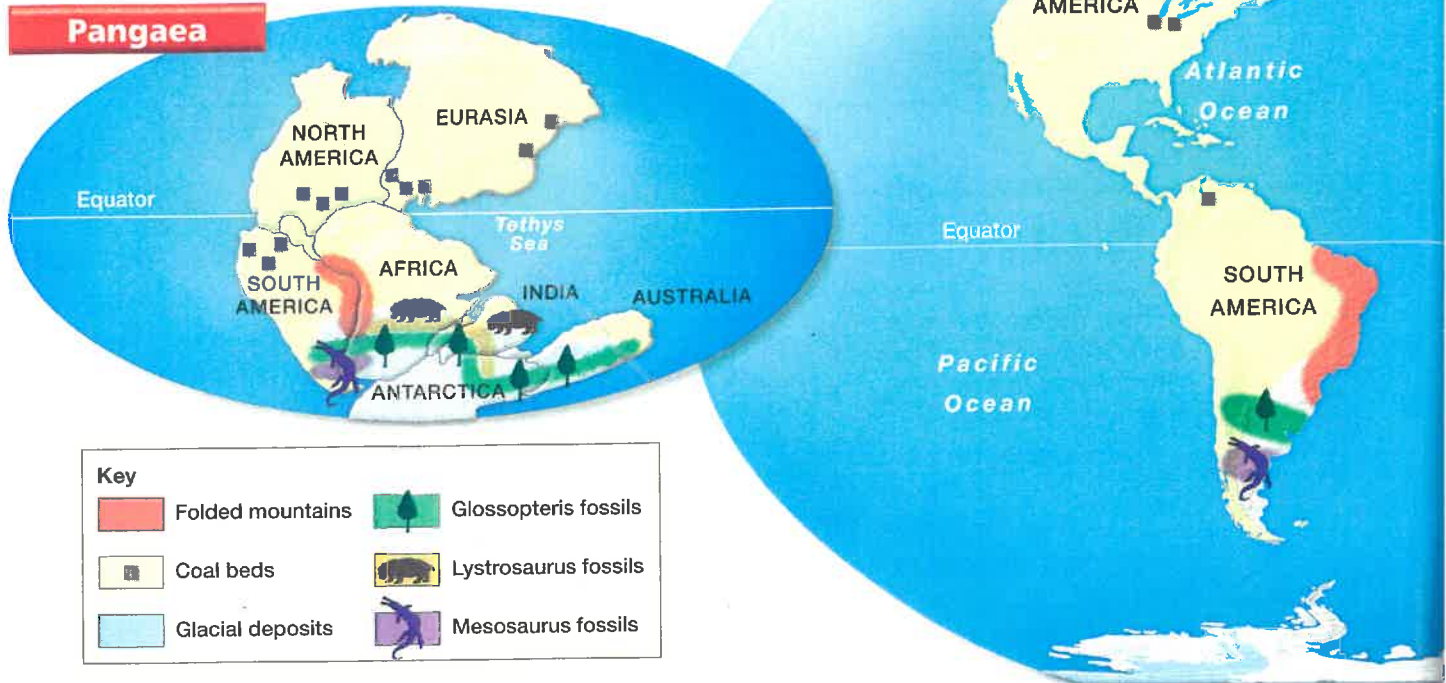 Pangaea
NORTH
AMERICA
EURASIA
Equator
Tethys
Sea
AFRICA
SOUTH
AMERICA
INDIA
AUSTRALIA
ANTARCTICA
Key
Folded mountains
Glossopteris fossils
Coal beds
Lystrosaurus fossils
Glacial deposits
Mesosaurus fossils
AMERICA
Atlantic
Ocean
Equator
SOUTH
AMERICA
Pacific
Ocean